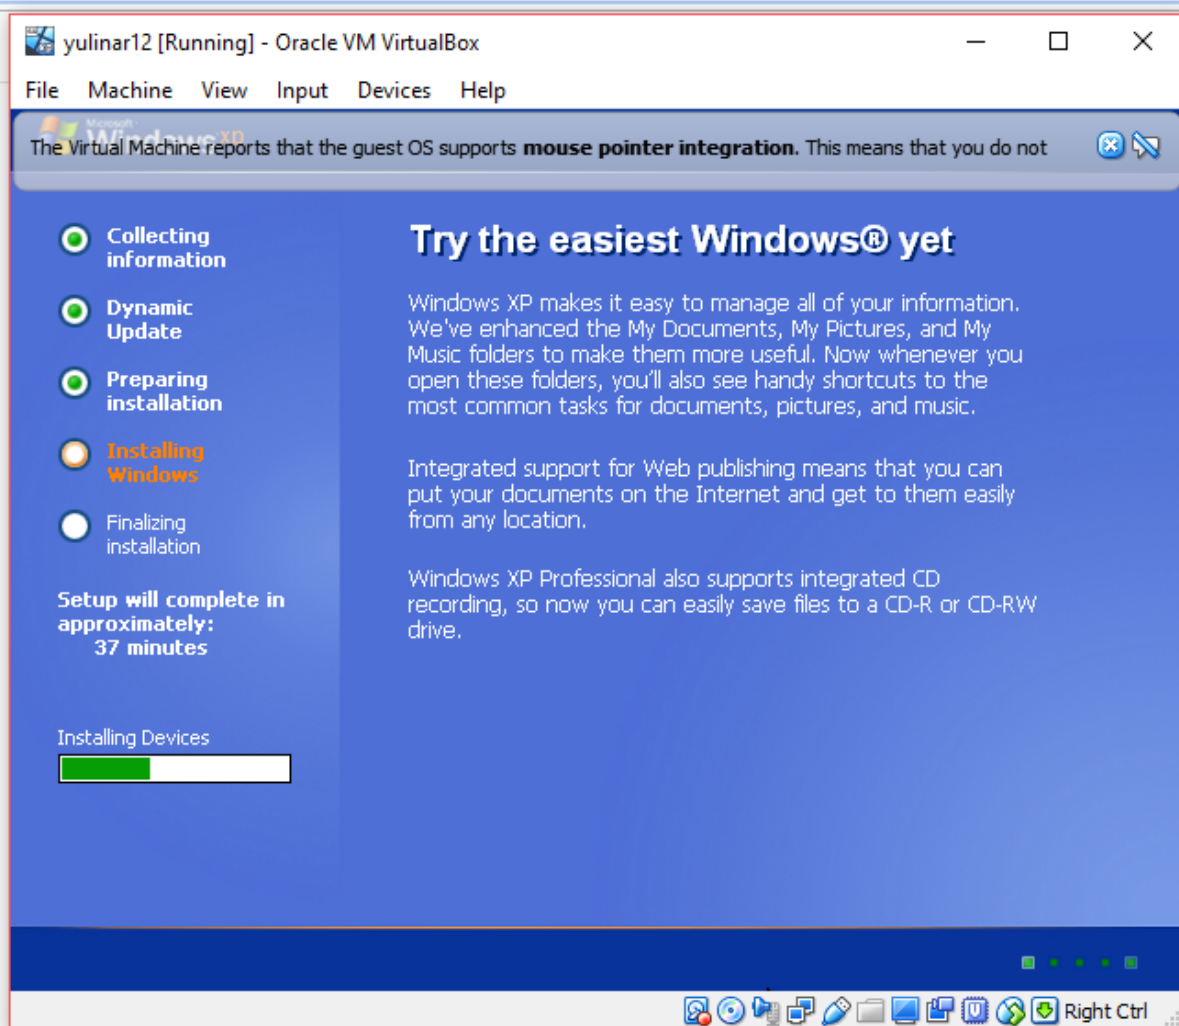 yulinar12 [Running] - Oracle VM VirtualBox
File Machine View Input Devices Help
Microsoft
Windows xp
The Virtual Machine reports that the guest OS supports mouse pointer integration. This means that you do not
Collecting
information
Dynamic
Update
Preparing
installation
Installing
Windows
Finalizing
installation
Setup will complete in
approximately:
37 minutes
Installing Devices
Try the easiest Windows® yet
Windows XP makes it easy to manage all of your information.
We've enhanced the My Documents, My Pictures, and My
Music folders to make them more useful. Now whenever you
open these folders, you'll also see handy shortcuts to the
most common tasks for documents, pictures, and music.
Integrated support for Web publishing means that you can
put your documents on the Internet and get to them easily
from any location.
Windows XP Professional also supports integrated CD
recording, so now you can easily save files to a CD-R or CD-RW
drive.
Right Ctrl